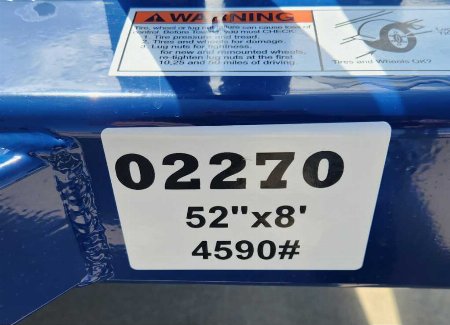 WARNING
Tire, wheel or lug nut failure can cause loss of
control. Before Towing, you must CHECK:
1. Tire pressure and tread.
2. Tires and wheels for damage.
3. Lug nuts for tightness.
for new and remounted wheels,
re-tighten lug nuts at the first
10,25 and 50 miles of driving
Tires and Wheels OK?
02270
52"x8'
4590#